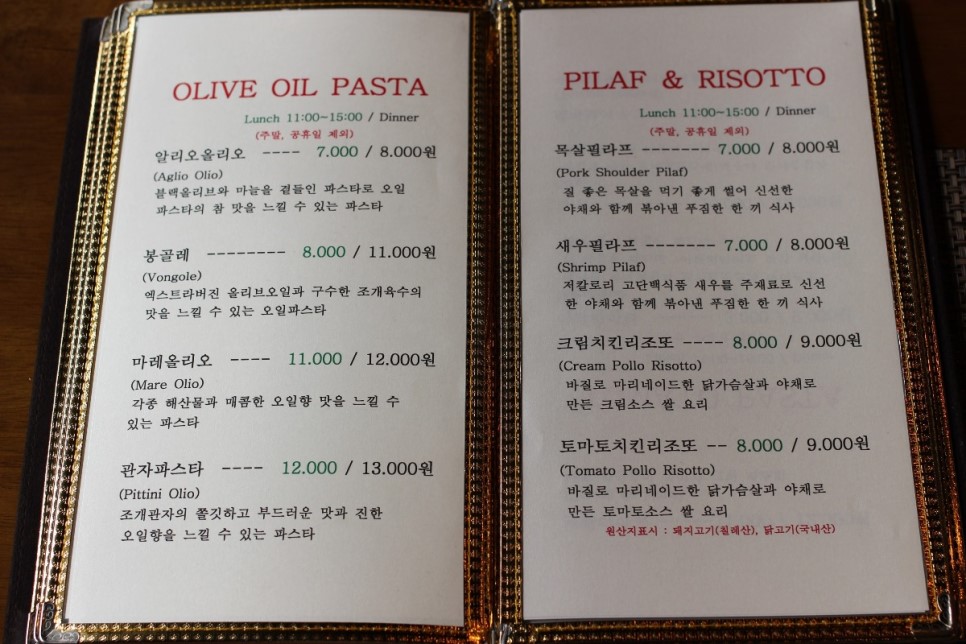 OLIVE OIL PASTA
Lunch 11:00~15:00 / Dinner
(주말, 공휴일 제외)
알리오올리오 ---- 7.000 / 8.000원
(Aglio Olio)
블랙올리브와 마늘을 곁들인 파스타로 오일
파스타의 참 맛을 느낄 수 있는 파스타
봉골레 -------- 8.000 / 11.000원
(Vongole)
엑스트라버진 올리브오일과 구수한 조개육수의
맛을 느낄 수 있는 오일파스타
마레올리오 ---- 11.000 / 12.000원
(Mare Olio)
각종 해산물과 매콤한 오일향 맛을 느낄 수
있는 파스타
관자파스타 ---- 12.000 / 13.000원
(Pittini Olio)
조개관자의 쫄깃하고 부드러운 맛과 진한
오일향을 느낄 수 있는 파스타
PILAF & RISOTTO
Lunch 11:00~15:00 / Dinner
(주말, 공휴일 제외)
목살필라프 ------- 7.000 / 8.000원
(Pork Shoulder Pilaf)
질 좋은 목살을 먹기 좋게 썰어 신선한
야채와 함께 볶아낸 푸짐한 한 끼 식사
새우필라프 ------- 7.000 / 8.000원
(Shrimp Pilaf)
저칼로리 고단백식품 새우를 주재료로 신선
한 야채와 함께 볶아낸 푸짐한 한 끼 식사
크림치킨리조또 ---- 8.000 / 9.000원
(Cream Pollo Risotto)
바질로 마리네이드한 닭가슴살과 야채로
만든 크림소스 쌀 요리
토마토치킨리조또 -- 8.000 / 9.000원
(Tomato Pollo Risotto)
바질로 마리네이드한 닭가슴살과 야채로
만든 토마토소스 쌀 요리
원산지표시 : 돼지고기(칠레산), 닭고기(국내산)